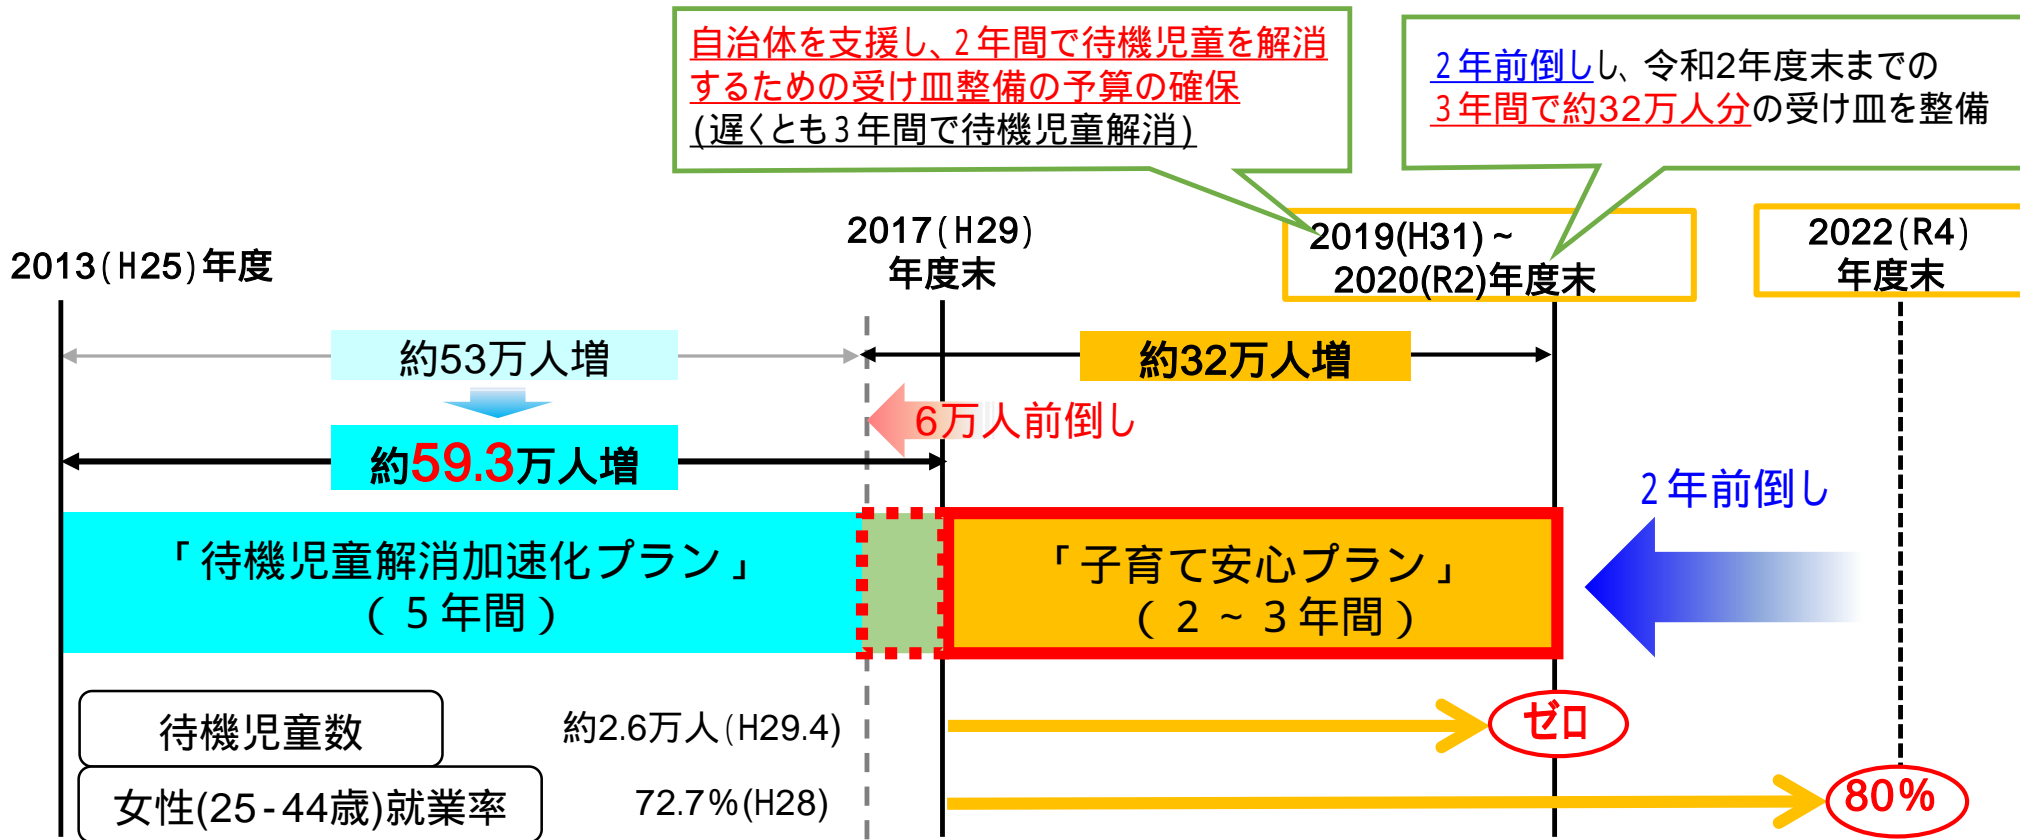 自治体を支援し、2年間で待機児童を解消
するための受け皿整備の予算の確保
(遅くとも3年間で待機児童解消)
2年前倒しし、令和2年度末までの
3年間で約32万人分の受け皿を整備
2013(H25)年度
2017(H29)
年度末
2019(H31)~
2020(R2)年度末
2022(R4)
年度末
約53万人増
約32万人増
6万人前倒し
約59.3万人増
2年前倒し
「待機児童解消加速化プラン」
(5年間)
「子育て安心プラン」
(2~3年間)
待機児童数
約2.6万人(H29.4)
ゼロ
女性(25-44歳)就業率
72.7%(H28)
80%